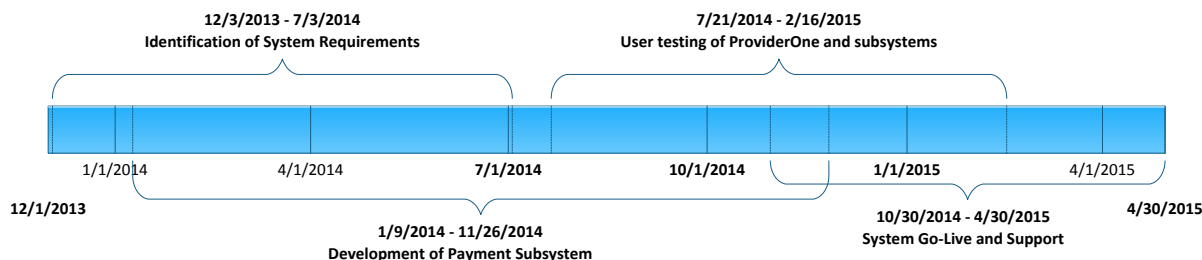 12/3/2013 - 7/3/2014
Identification of System Requirements
7/21/2014 - 2/16/2015
User testing of ProviderOne and subsystems
1/1/2014
4/1/2014
7/1/2014
10/1/2014
1/1/2015
4/1/2015
12/1/2013
4/30/2015
1/9/2014 - 11/26/2014
Development of Payment Subsystem
10/30/2014 - 4/30/2015
System Go-Live and Support